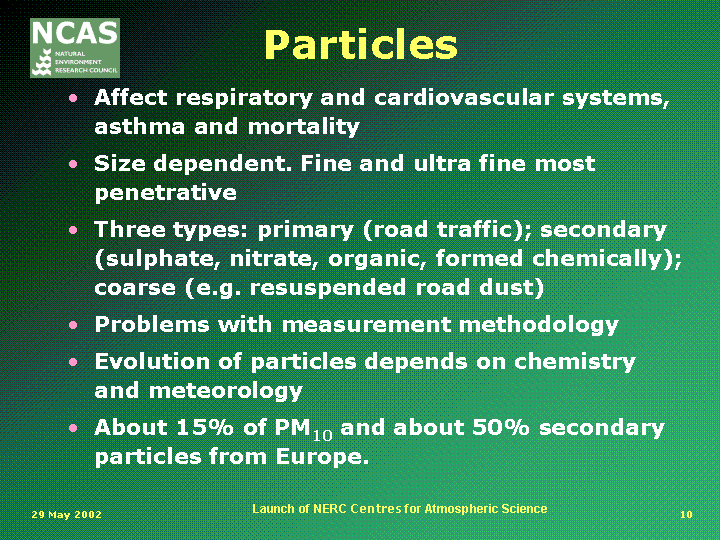 NCAS
NATURAL
ENVIRONMENT
RESEARCH COUNCIL
Particles
• Affect respiratory and cardiovascular systems,
asthma and mortality
• Size dependent. Fine and ultra fine most
penetrative
• Three types: primary (road traffic); secondary
(sulphate, nitrate, organic, formed chemically);
coarse (e.g. resuspended road dust)
• Problems with measurement methodology
• Evolution of particles depends on chemistry
and meteorology
• About 15% of PM10 and about 50% secondary
particles from Europe.
29 May 2002
Launch of NERC Centres for Atmospheric Science
10